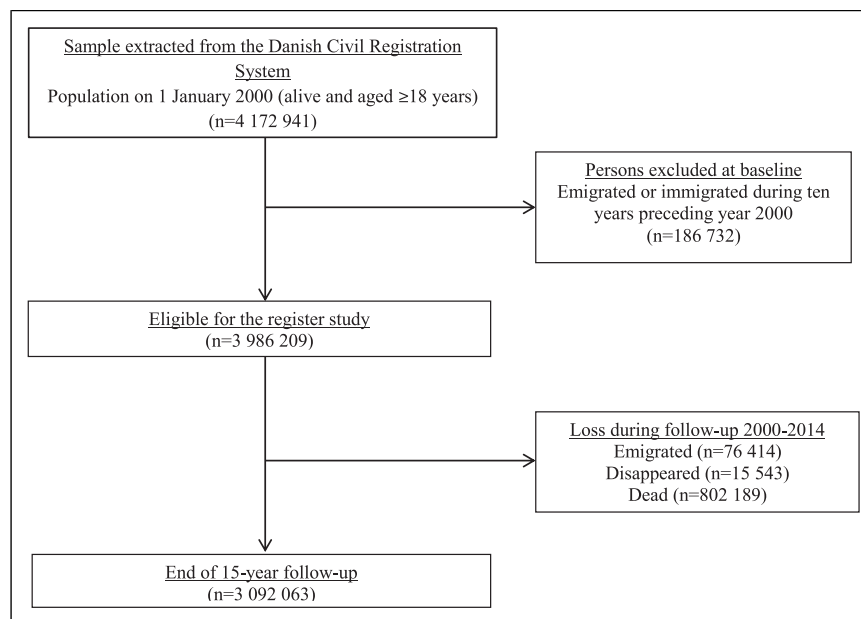 Sample extracted from the Danish Civil Registration
System
Population on 1 January 2000 (alive and aged ≥18 years)
(n=4 172 941)
Persons excluded at baseline
Emigrated or immigrated during ten
years preceding year 2000
(n=186 732)
Eligible for the register study
(n=3 986 209)
Loss during follow-up 2000-2014
Emigrated (n=76 414)
Disappeared (n=15 543)
Dead (n=802 189)
End of 15-year follow-up
(n=3 092 063)